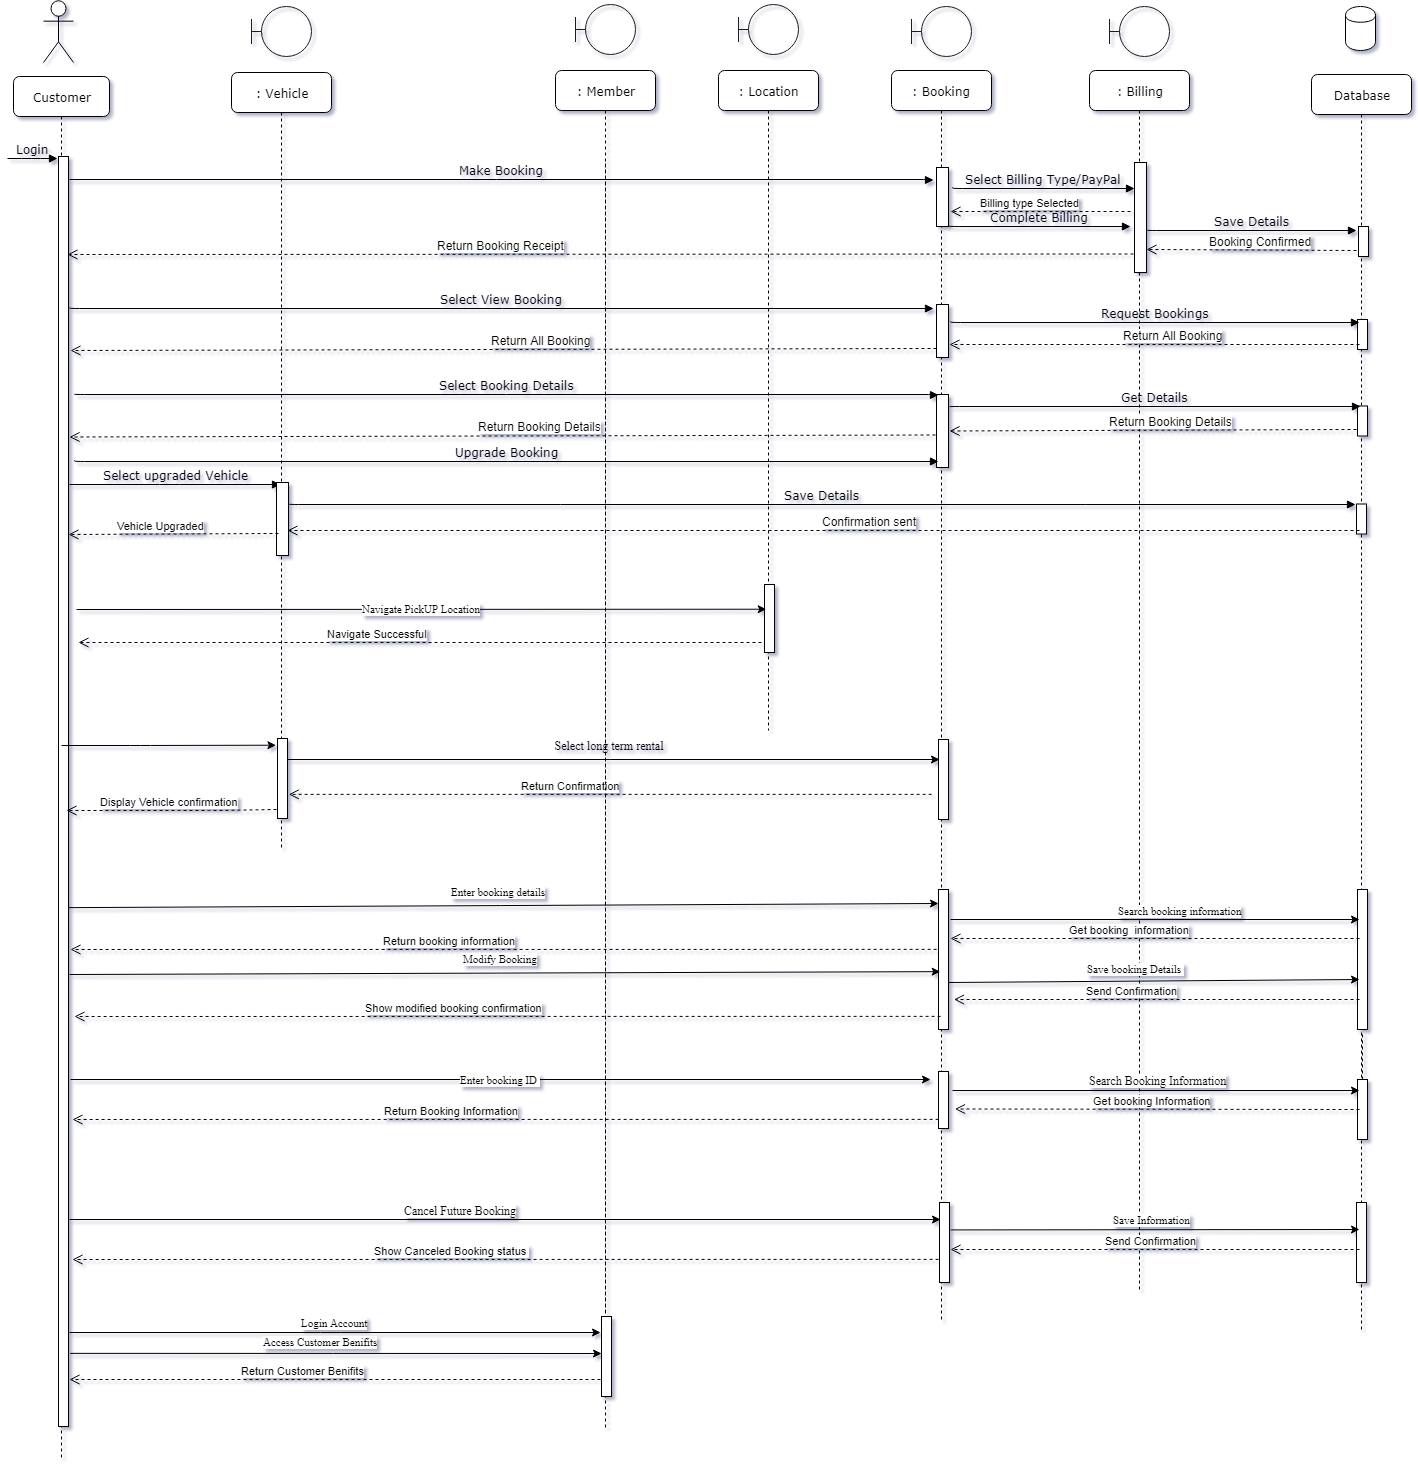 Customer
: Vehicle
: Member
: Location
: Booking
: Billing
Database
Login
Make Booking
Select Billing Type/PayPal
Billing type Selected
Complete Billing
Save Details
Booking Confirmed
Return Booking Receipt
Select View Booking
Request Bookings
Return All Booking
Return All Booking
Select Booking Details
Get Details
Return Booking Details
Return Booking Details
Upgrade Booking
Select upgraded Vehicle
Save Details
Confirmation sent
Vehicle Upgraded
Navigate PickUP Location
Navigate Successful
Select long term rental
Return Confirmation
Display Vehicle confirmation
Enter booking details
Search booking information
Get booking  information
Return booking information
Modify Booking
Save booking Details
Send Confirmation
Show modified booking confirmation
Enter booking ID
Search Booking Information
Get booking Information
Return Booking Information
Cancel Future Booking
Save Information
Send Confirmation
Show Canceled Booking status
Login Account
Access Customer Benifits
Return Customer Benifits